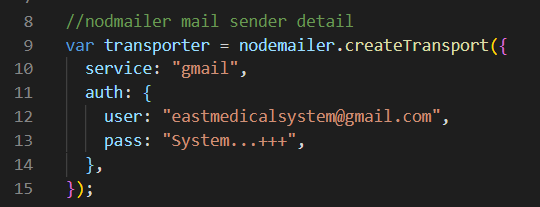 8 //nodmailer mail sender detail
9 var transporter = nodemailer.createTransport({
10 service: "gmail",
11 auth: {
12 user: "eastmedicalsystem@gmail.com",
13 pass: "System...+++",
14 },
15 });